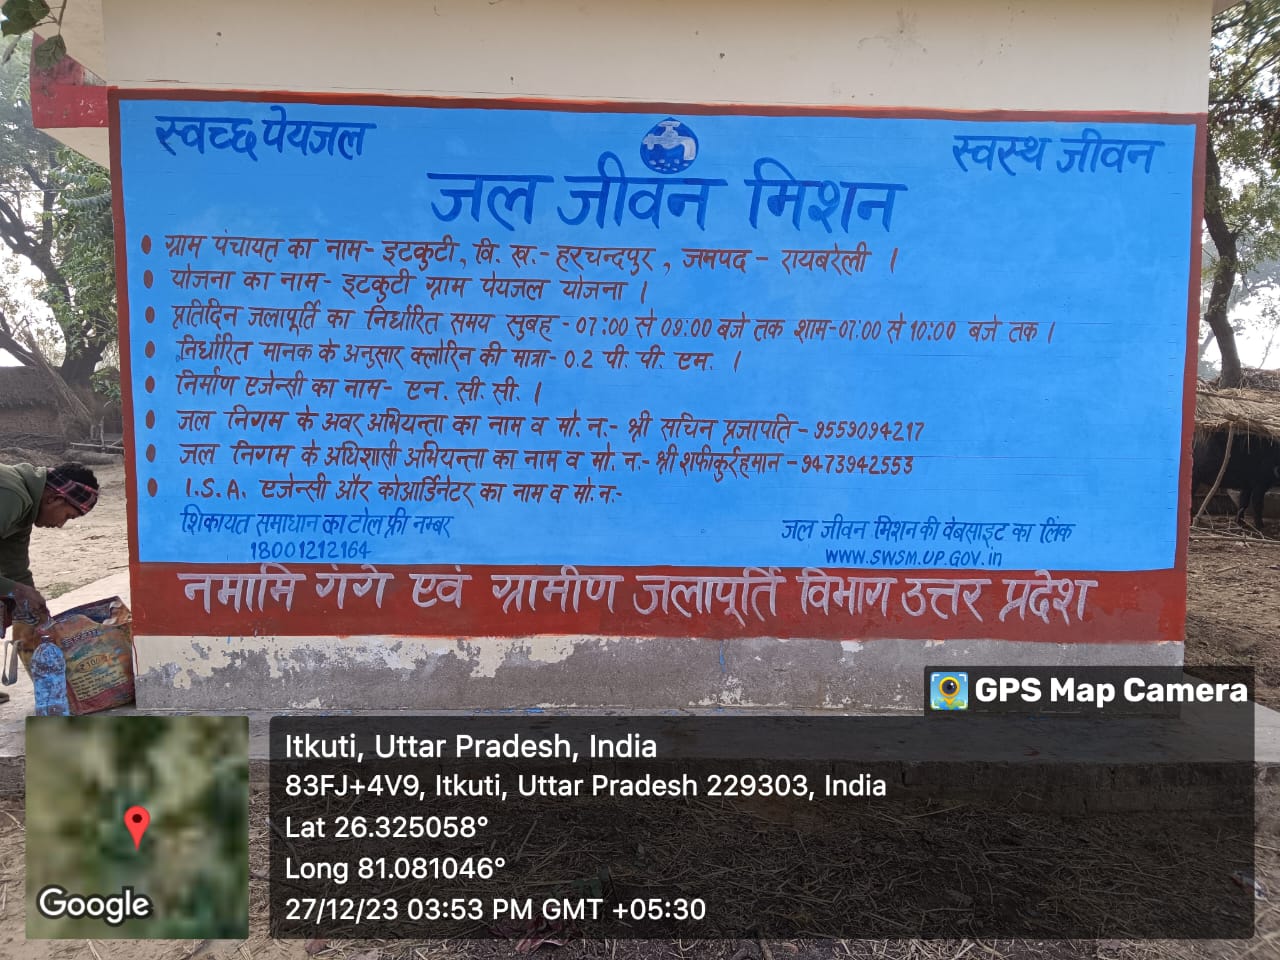 स्वच्छ पेयजल
स्वस्थ जीवन
जल जीवन मिशन
• ग्राम पंचायत का नाम- इटकुटी, वि. ख.- हरचन्दपुर, जमपद - रायबरेली ।
• योजना का नाम- इटकुटी ग्राम पेयजल योजना ।
• प्रतिदिन जलापूर्ति का निर्धारित समय सुबह - 07:00 से 09:00 बजे तक शाम-07:00 से 10:00 बजे तक ।
• निर्धारित मानक के अनुसार क्लोरिन की मात्रा- 0.2 पी. पी. एम. ।
• निर्माण एजेन्सी का नाम- एन. सी. सी. ।
• जल निगम के अवर अभियन्ता का नाम व मो. न.- श्री सचिन प्रजापति - 9559094217
• जल निगम के अधिशासी अभियन्ता का नाम व मो. न.- श्री शफीकुर्रहमान - 9473942553
• I.S.A. एजेन्सी और कोआर्डिनेटर का नाम व मो.न:-
शिकायत समाधान का टोल फ्री नम्बर
18001212164
जल जीवन मिशन की वेबसाइट का लिंक
www.swsm.up.gov.in
नमामि गंगे एवं ग्रामीण जलापूर्ति विभाग उत्तर प्रदेश
GPS Map Camera
Itkuti, Uttar Pradesh, India
83FJ+4V9, Itkuti, Uttar Pradesh 229303, India
Lat 26.325058°
Long 81.081046°
27/12/23 03:53 PM GMT +05:30
Google